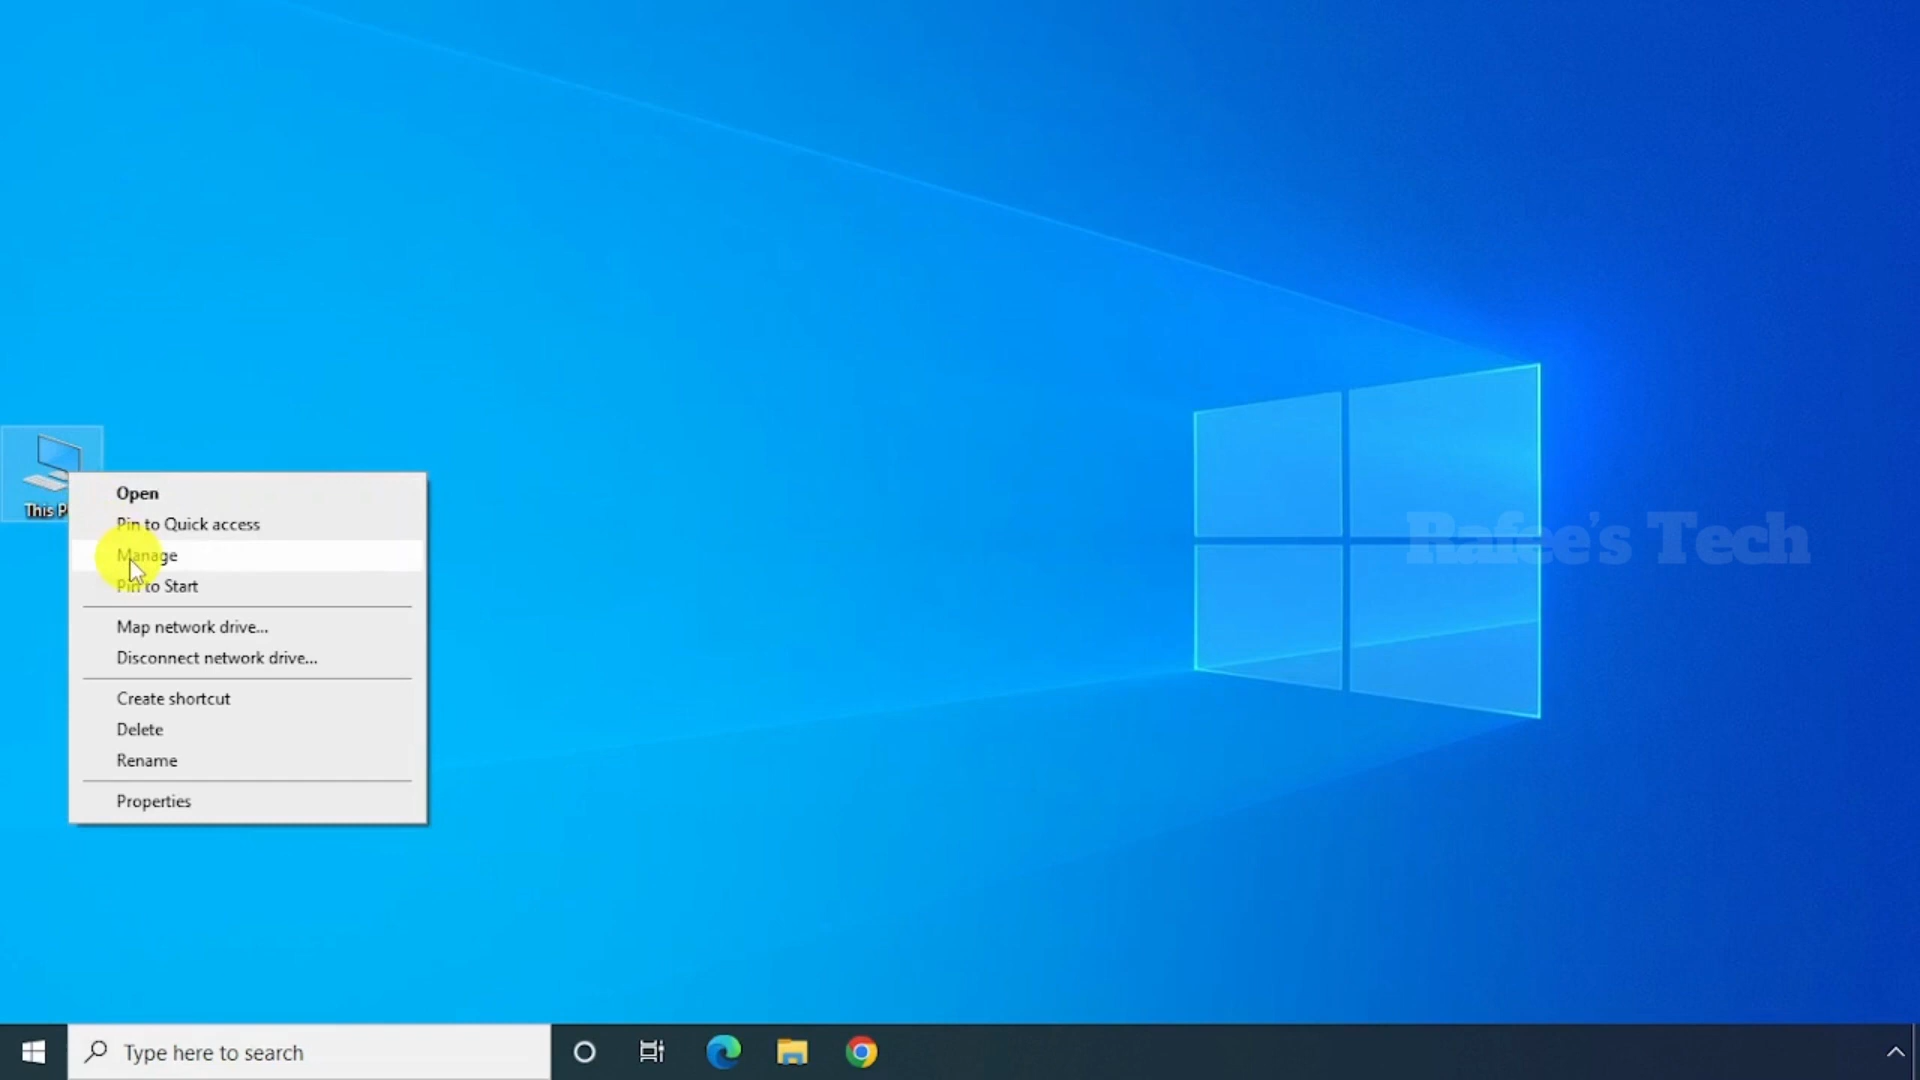 This P
Open
Pin to Quick access
Manage
Pin to Start
Map network drive...
Disconnect network drive...
Create shortcut
Delete
Rename
Properties
Rafee's Tech
Type here to search